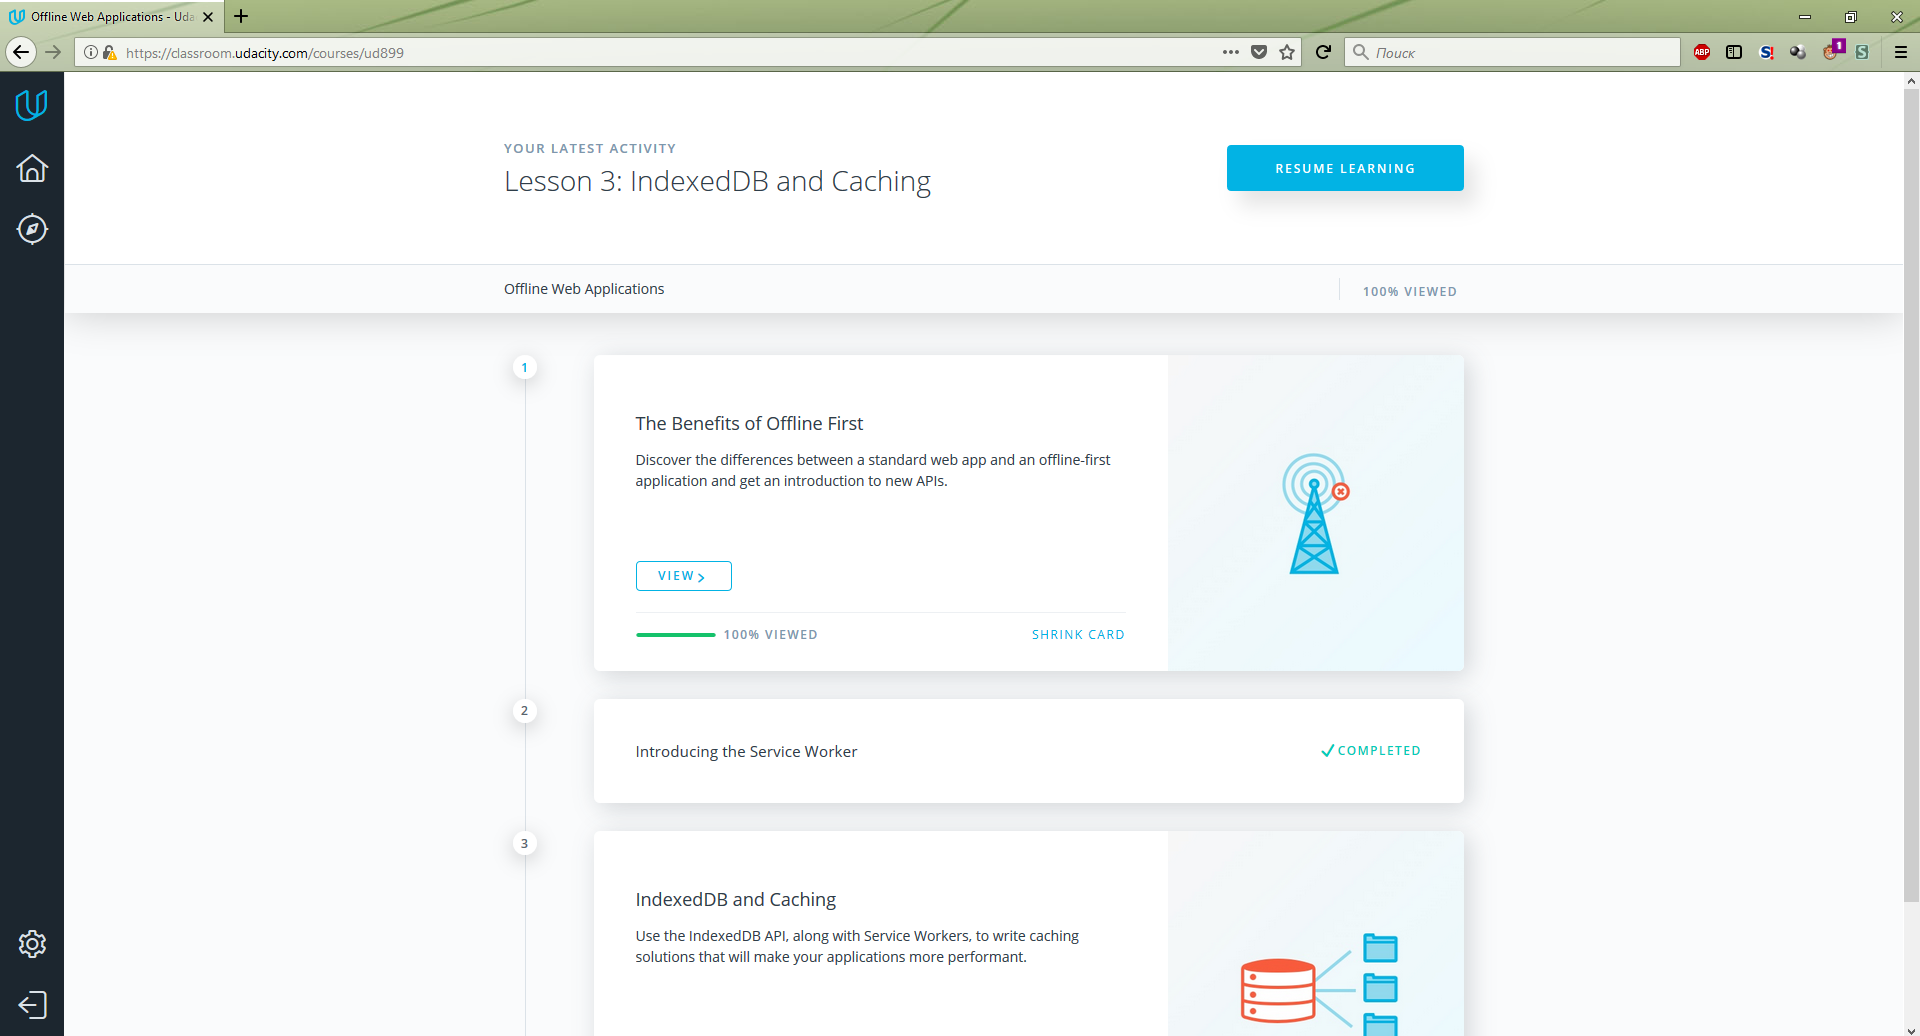 Offline Web Applications - Uda
https://classroom.udacity.com/courses/ud899
Поиск
ABP
S!
1
S
YOUR LATEST ACTIVITY
Lesson 3: IndexedDB and Caching
RESUME LEARNING
Offline Web Applications
100% VIEWED
1
The Benefits of Offline First
Discover the differences between a standard web app and an offline-first
application and get an introduction to new APIs.
VIEW
100% VIEWED
SHRINK CARD
2
Introducing the Service Worker
COMPLETED
3
IndexedDB and Caching
Use the IndexedDB API, along with Service Workers, to write caching
solutions that will make your applications more performant.